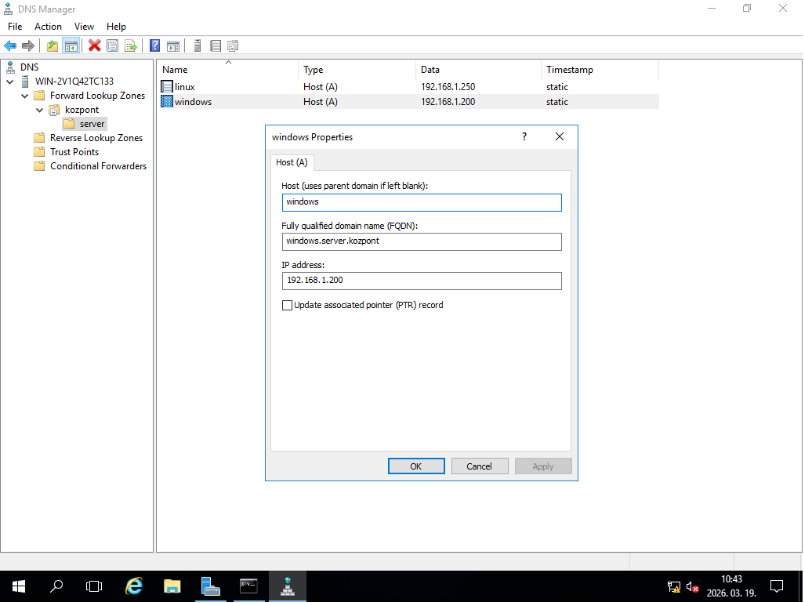 DNS Manager
File Action View Help
DNS
WIN-2V1Q42TC133
Forward Lookup Zones
kozpont
server
Reverse Lookup Zones
Trust Points
Conditional Forwarders
Name Type Data Timestamp
linux Host (A) 192.168.1.250 static
windows Host (A) 192.168.1.200 static
windows Properties
Host (A)
Host (uses parent domain if left blank):
windows
Fully qualified domain name (FQDN):
windows.server.kozpont
IP address:
192.168.1.200
Update associated pointer (PTR) record
OK Cancel Apply
10:43
2026. 03. 19.